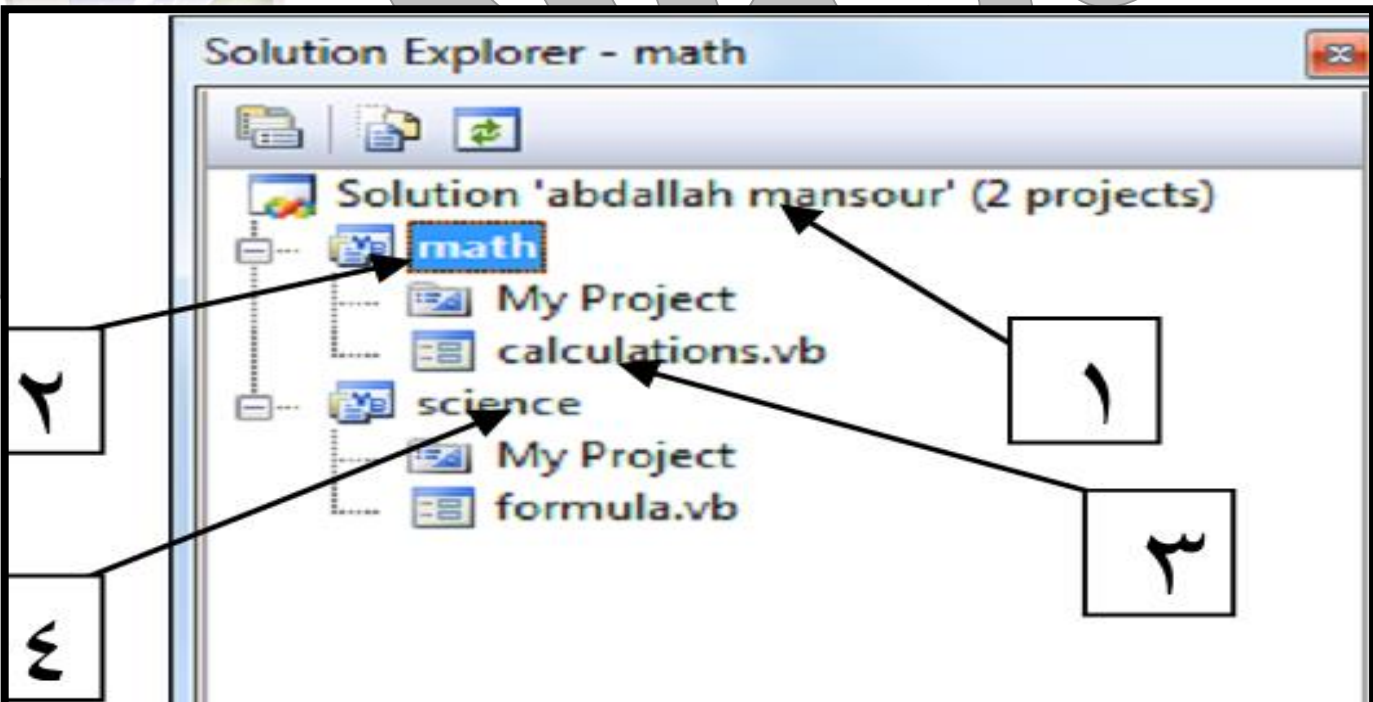 Solution Explorer - math
Solution 'abdallah mansour' (2 projects)
math
My Project
calculations.vb
science
My Project
formula.vb
١
٢
٣
٤